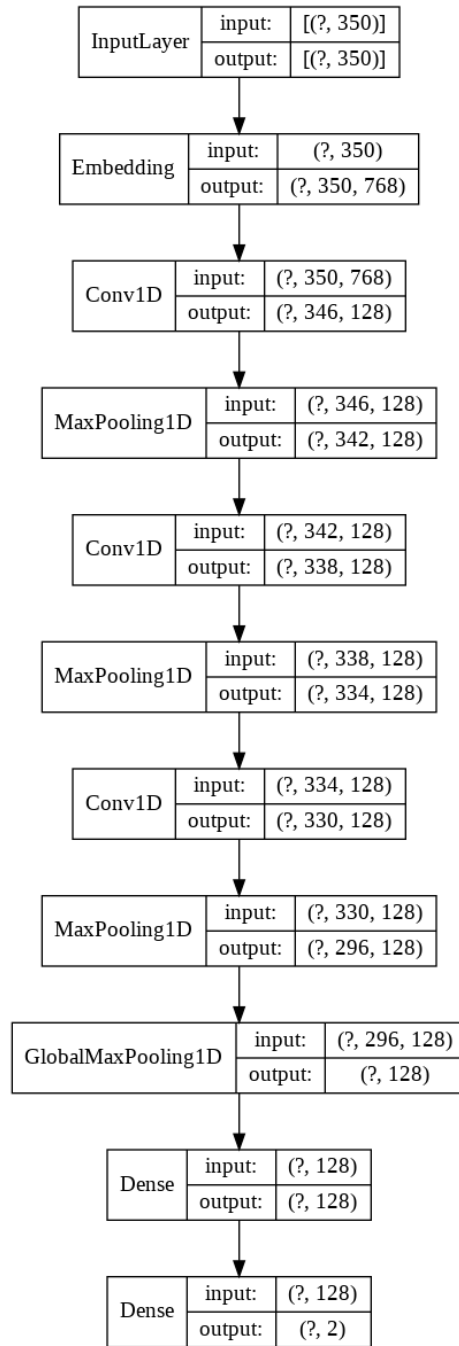 InputLayer input: [(?, 350)]
output: [(?, 350)]
Embedding input: (?, 350)
output: (?, 350, 768)
Conv1D input: (?, 350, 768)
output: (?, 346, 128)
MaxPooling1D input: (?, 346, 128)
output: (?, 342, 128)
Conv1D input: (?, 342, 128)
output: (?, 338, 128)
MaxPooling1D input: (?, 338, 128)
output: (?, 334, 128)
Conv1D input: (?, 334, 128)
output: (?, 330, 128)
MaxPooling1D input: (?, 330, 128)
output: (?, 296, 128)
GlobalMaxPooling1D input: (?, 296, 128)
output: (?, 128)
Dense input: (?, 128)
output: (?, 128)
Dense input: (?, 128)
output: (?, 2)